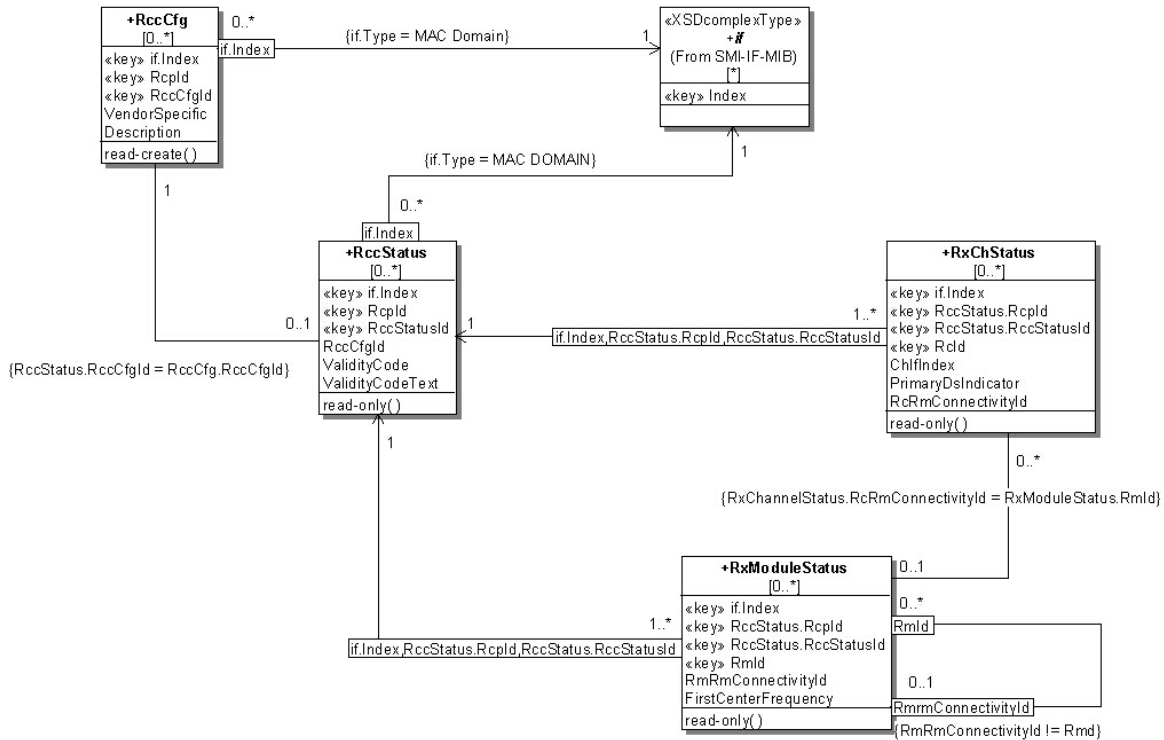 +RccCfg
[0..*]
«key» if.Index
«key» RcpId
«key» RccCfgId
VendorSpecific
Description
read-create()
0..*
if.Index
{if.Type = MAC Domain}
1
«XSDcomplexType»
+if
(From SMI-IF-MIB)
[*]
«key» Index
1
{if.Type = MAC DOMAIN}
0..*
if.Index
1
+RccStatus
[0..*]
«key» if.Index
«key» RcpId
«key» RccStatusId
RccCfgId
ValidityCode
ValidityCodeText
read-only()
0..1
{RccStatus.RccCfgId = RccCfg.RccCfgId}
1
1..*
if.Index,RccStatus.RcpId,RccStatus.RccStatusId
+RxChStatus
[0..*]
«key» if.Index
«key» RccStatus.RcpId
«key» RccStatus.RccStatusId
«key» RcId
ChIfIndex
PrimaryDsIndicator
RcRmConnectivityId
read-only()
1
0..*
{RxChannelStatus.RcRmConnectivityId = RxModuleStatus.RmId}
+RxModuleStatus
[0..*]
«key» if.Index
«key» RccStatus.RcpId
«key» RccStatus.RccStatusId
«key» RmId
RmRmConnectivityId
FirstCenterFrequency
read-only()
1..*
if.Index,RccStatus.RcpId,RccStatus.RccStatusId
0..1
0..*
RmId
0..1
RmrmConnectivityId
{RmRmConnectivityId != Rmd}